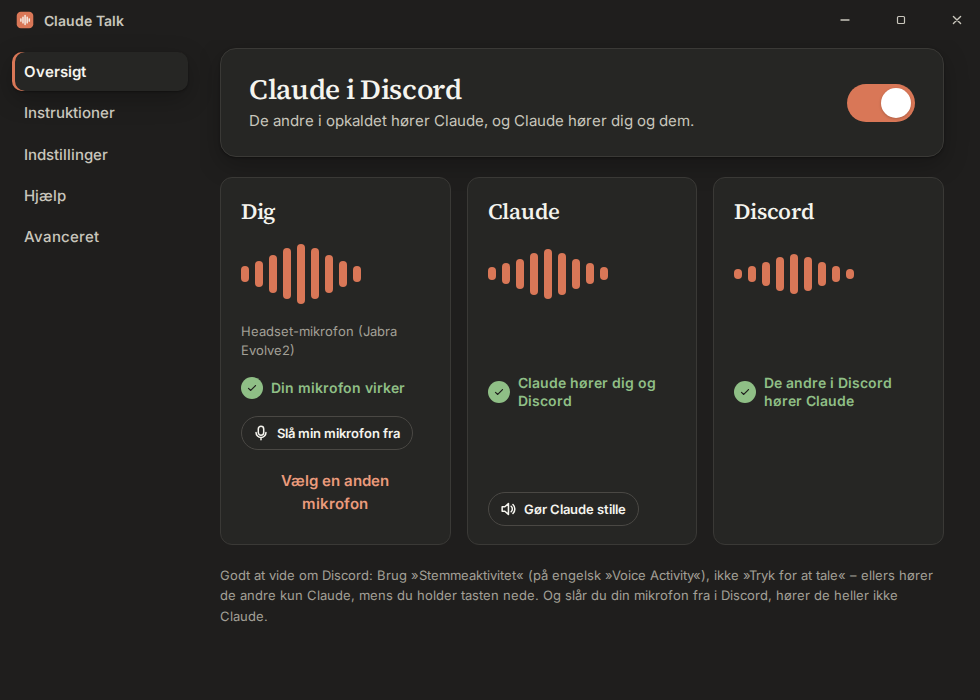 Claude Talk
Oversigt
Instruktioner
Indstillinger
Hjælp
Avanceret
Claude i Discord
De andre i opkaldet hører Claude, og Claude hører dig og dem.
Dig
Headset-mikrofon (Jabra
Evolve2)
Din mikrofon virker
Slå min mikrofon fra
Vælg en anden
mikrofon
Claude
Claude hører dig og
Discord
Gør Claude stille
Discord
De andre i Discord
hører Claude
Godt at vide om Discord: Brug »Stemmeaktivitet« (på engelsk »Voice Activity«), ikke »Tryk for at tale« – ellers hører
de andre kun Claude, mens du holder tasten nede. Og slår du din mikrofon fra i Discord, hører de heller ikke
Claude.